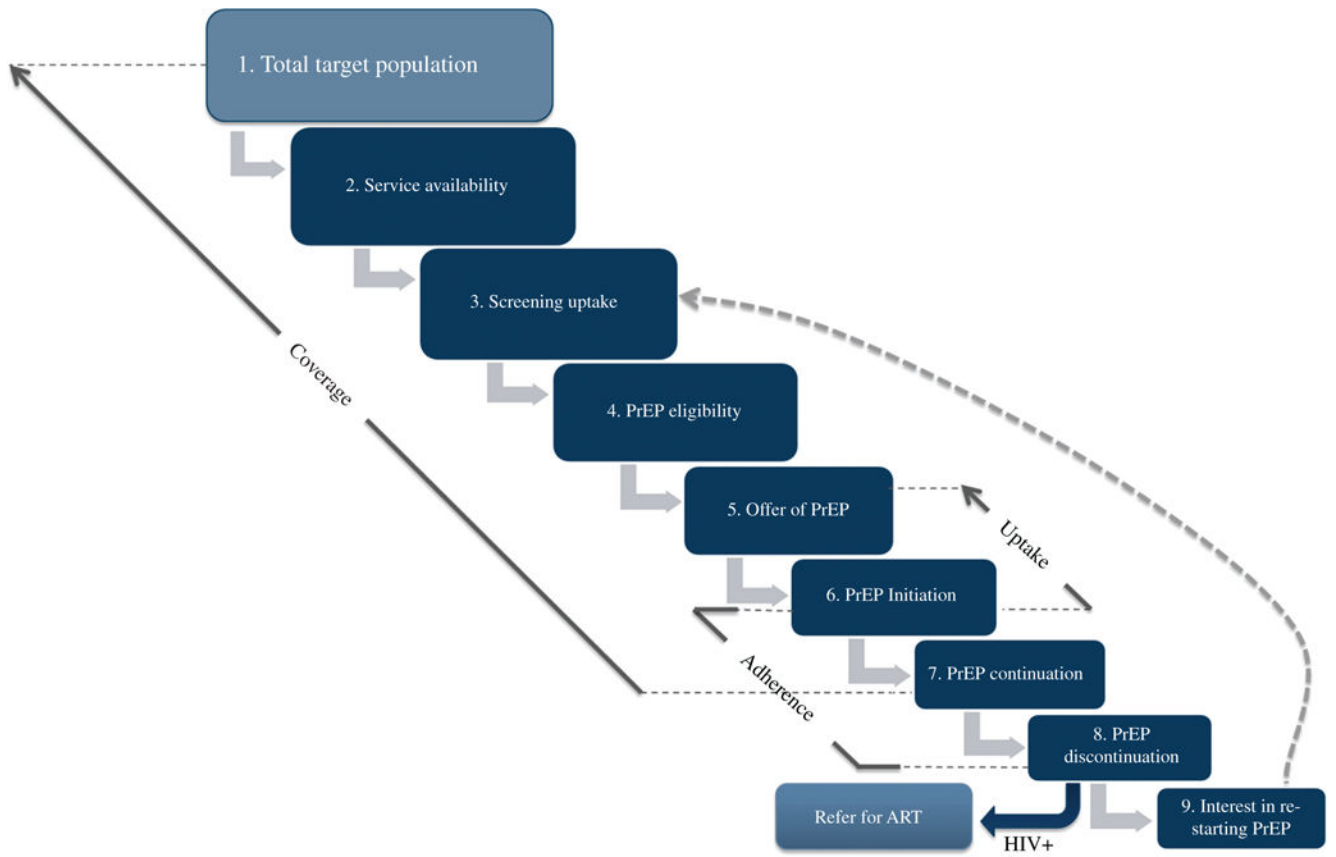 1. Total target population
2. Service availability
3. Screening uptake
Coverage
4. PrEP eligibility
5. Offer of PrEP
Uptake
6. PrEP Initiation
Adherence
7. PrEP continuation
8. PrEP
discontinuation
Refer for ART
HIV+
9. Interest in re-
starting PrEP